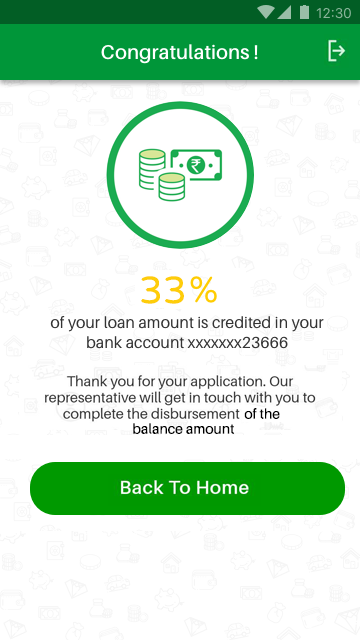 12:30
Congratulations !
₹
33%
of your loan amount is credited in your
bank account xxxxxxx23666
Thank you for your application. Our
representative will get in touch with you to
complete the disbursement of the
balance amount
Back To Home